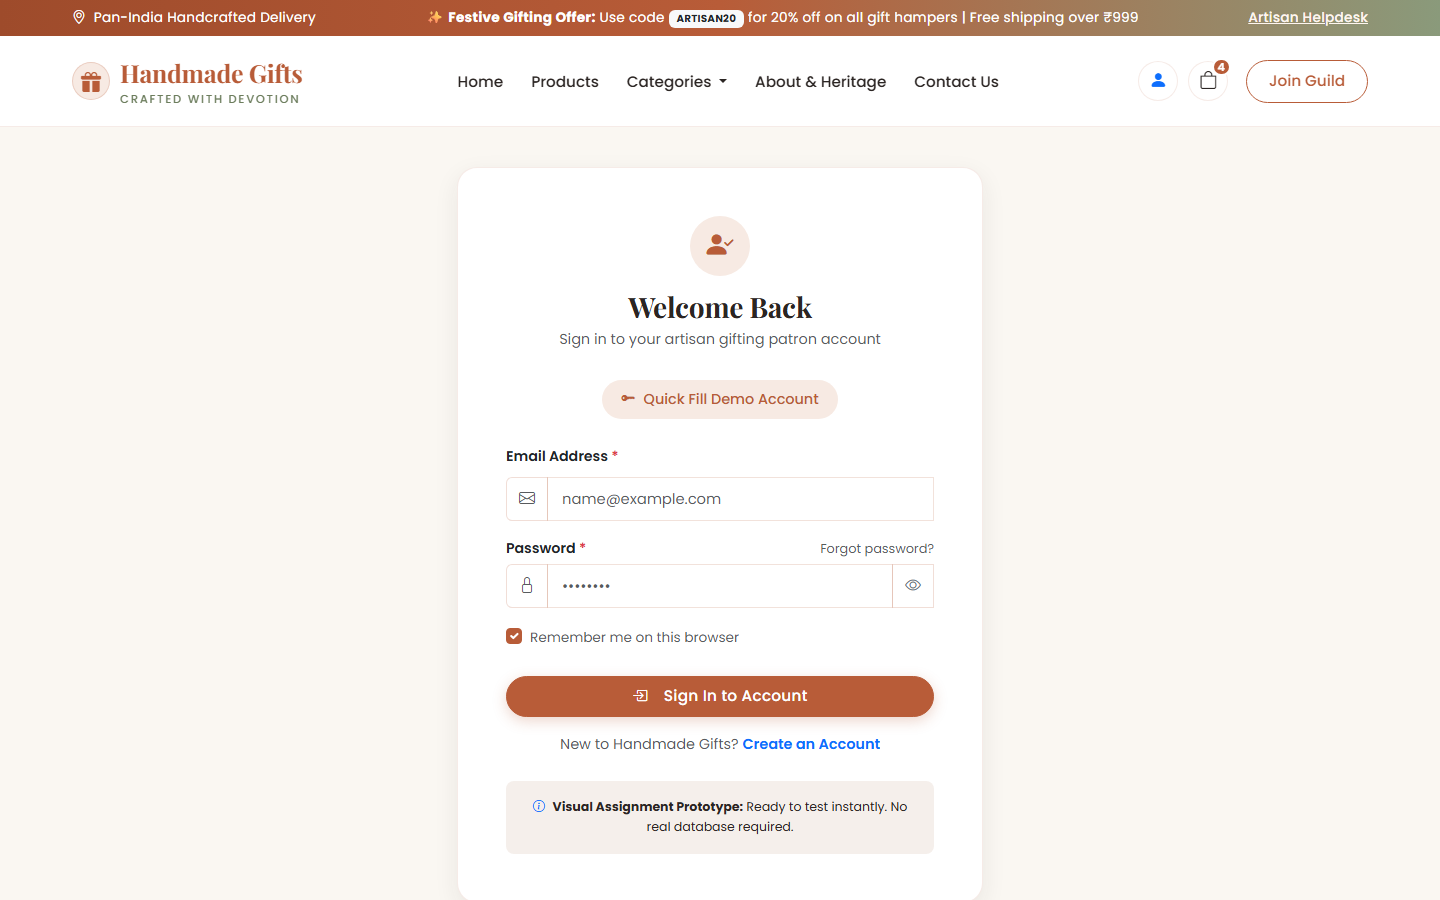 Pan-India Handcrafted Delivery
✨ Festive Gifting Offer: Use code ARTISAN20 for 20% off on all gift hampers | Free shipping over ₹999
Artisan Helpdesk
Handmade Gifts
CRAFTED WITH DEVOTION
Home
Products
Categories
About & Heritage
Contact Us
4
Join Guild
Welcome Back
Sign in to your artisan gifting patron account
Quick Fill Demo Account
Email Address *
name@example.com
Password *
Forgot password?
••••••••
Remember me on this browser
Sign In to Account
New to Handmade Gifts? Create an Account
Visual Assignment Prototype: Ready to test instantly. No
real database required.